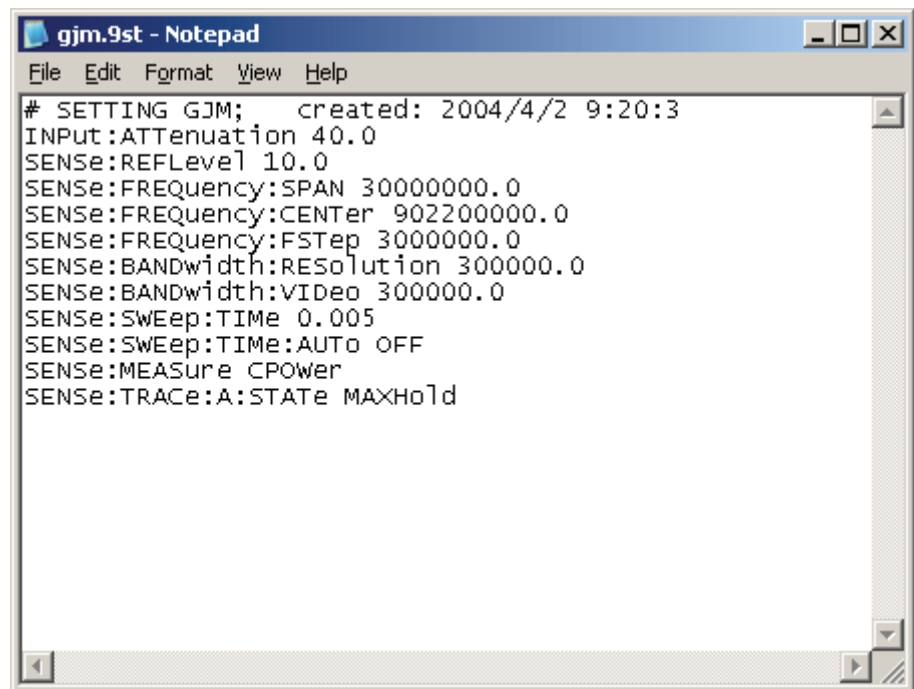 gjm.9st - Notepad
File Edit Format View Help
# SETTING GJM;   created: 2004/4/2 9:20:3
INPut:ATTenuation 40.0
SENSe:REFLevel 10.0
SENSe:FREQuency:SPAN 30000000.0
SENSe:FREQuency:CENTer 902200000.0
SENSe:FREQuency:FSTep 3000000.0
SENSe:BANDwidth:RESolution 300000.0
SENSe:BANDwidth:VIDeo 300000.0
SENSe:SWEep:TIMe 0.005
SENSe:SWEep:TIMe:AUTo OFF
SENSe:MEASure CPOWer
SENSe:TRACe:A:STATe MAXHold